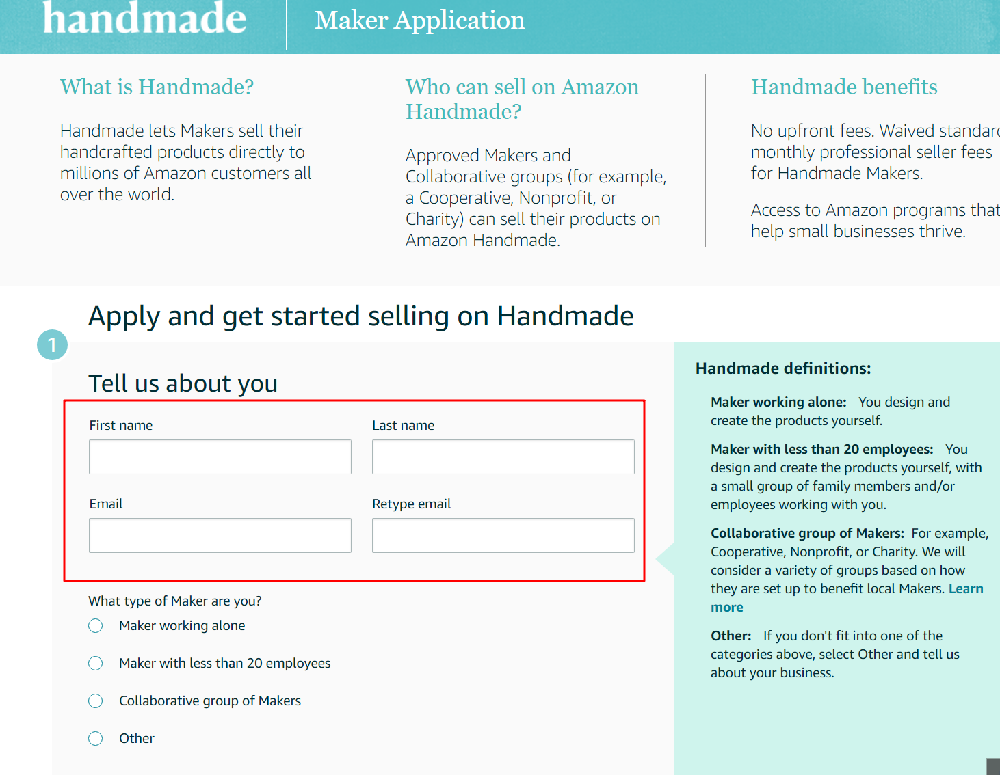 handmade
Maker Application
What is Handmade?
Handmade lets Makers sell their
handcrafted products directly to
millions of Amazon customers all
over the world.
Who can sell on Amazon
Handmade?
Approved Makers and
Collaborative groups (for example,
a Cooperative, Nonprofit, or
Charity) can sell their products on
Amazon Handmade.
Handmade benefits
No upfront fees. Waived standard
monthly professional seller fees
for Handmade Makers.
Access to Amazon programs that
help small businesses thrive.
Apply and get started selling on Handmade
1
Tell us about you
First name
Last name
Email
Retype email
What type of Maker are you?
Maker working alone
Maker with less than 20 employees
Collaborative group of Makers
Other
Handmade definitions:
Maker working alone: You design and
create the products yourself.
Maker with less than 20 employees: You
design and create the products yourself, with
a small group of family members and/or
employees working with you.
Collaborative group of Makers: For example,
Cooperative, Nonprofit, or Charity. We will
consider a variety of groups based on how
they are set up to benefit local Makers. Learn
more
Other: If you don't fit into one of the
categories above, select Other and tell us
about your business.